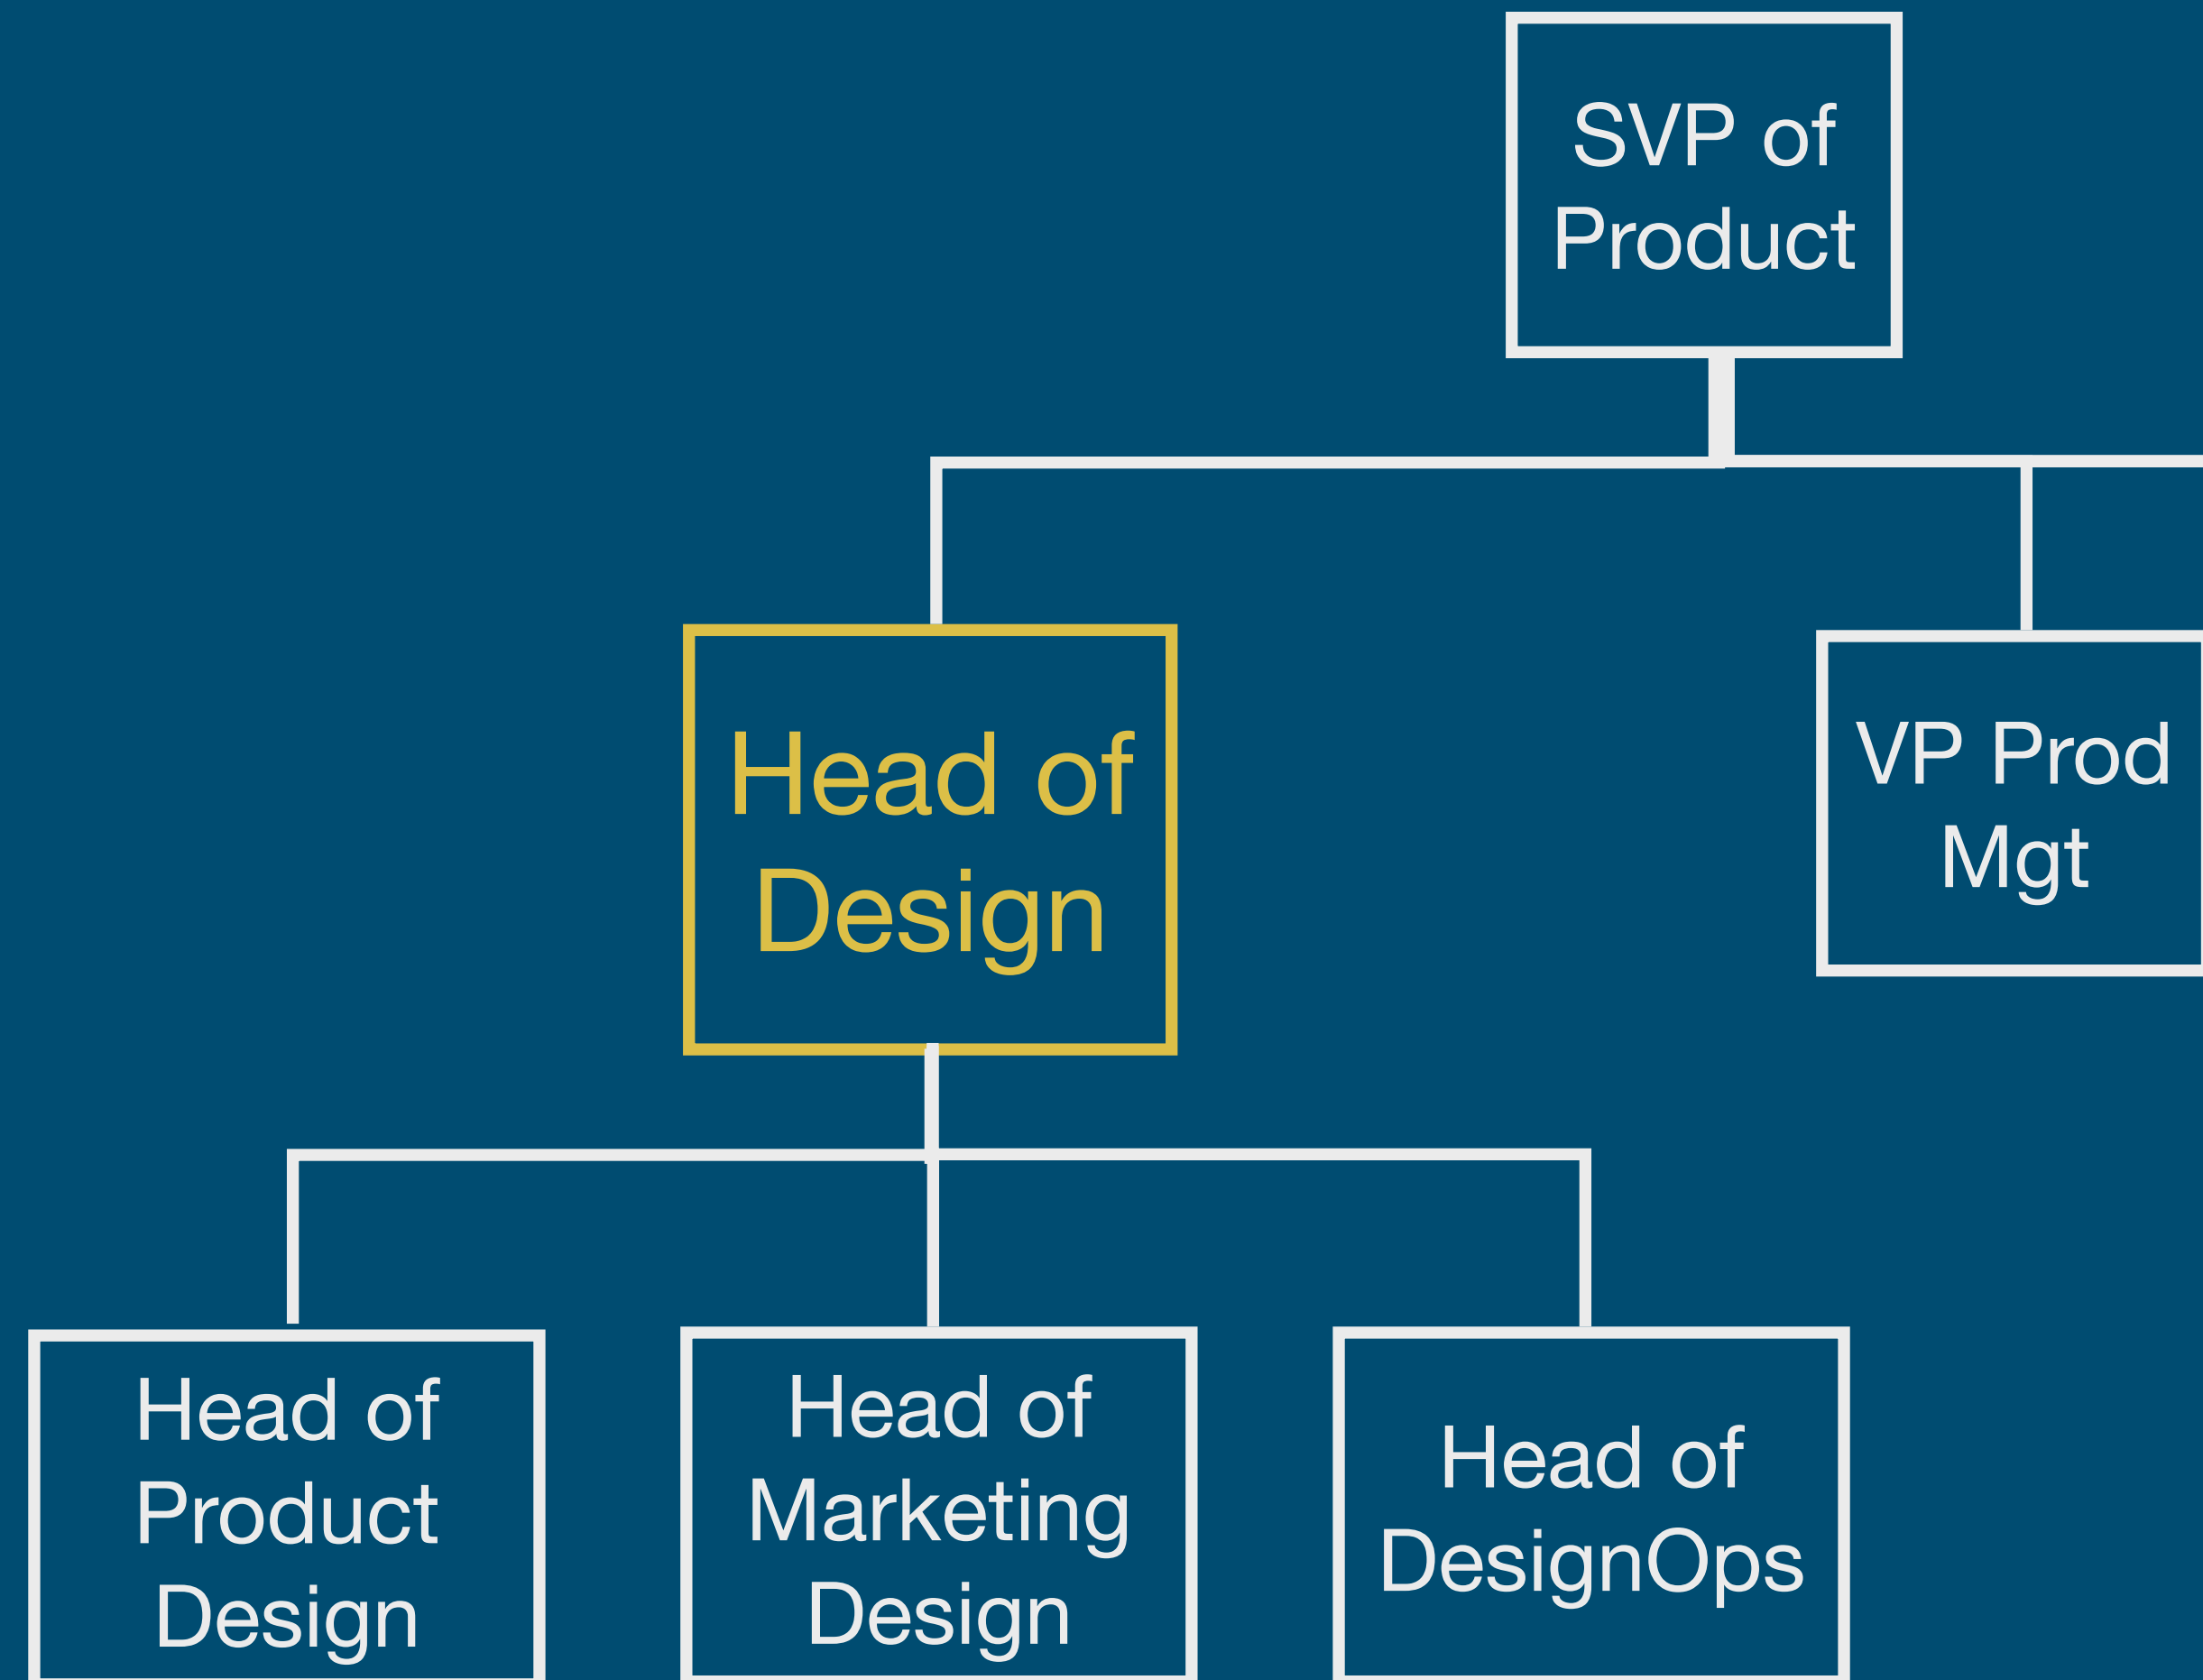 SVP of
Product
Head of
Design
VP Prod
Mgt
Head of
Product
Design
Head of
Marketing
Design
Head of
DesignOps